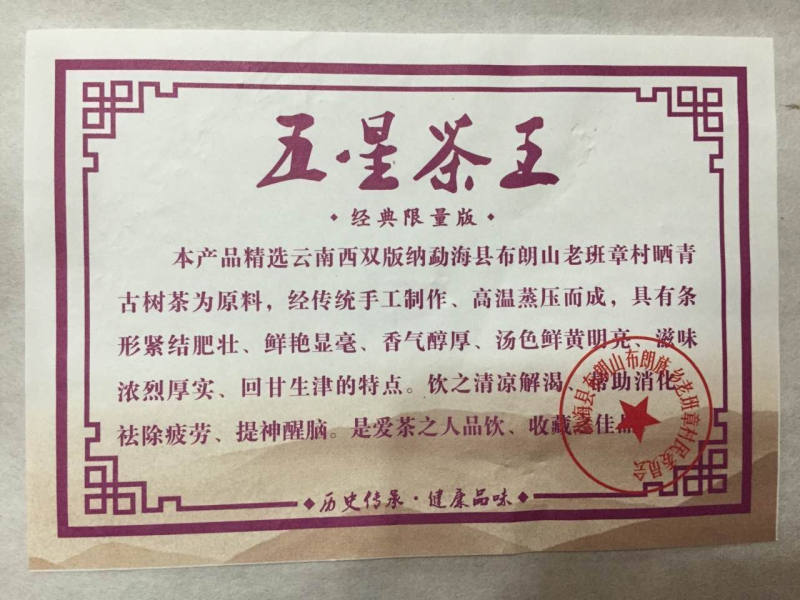 五星茶王
·经典限量版·
本产品精选云南西双版纳勐海县布朗山老班章村晒青
古树茶为原料，经传统手工制作、高温蒸压而成，具有条
形紧结肥壮、鲜艳显毫、香气醇厚、汤色鲜黄明亮、滋味
浓烈厚实、回甘生津的特点。饮之清凉解渴、帮助消化、
祛除疲劳、提神醒脑。是爱茶之人品饮、收藏之佳品。
勐海县布朗山布朗族乡老班章村民委员会
◆历史传承·健康品味◆